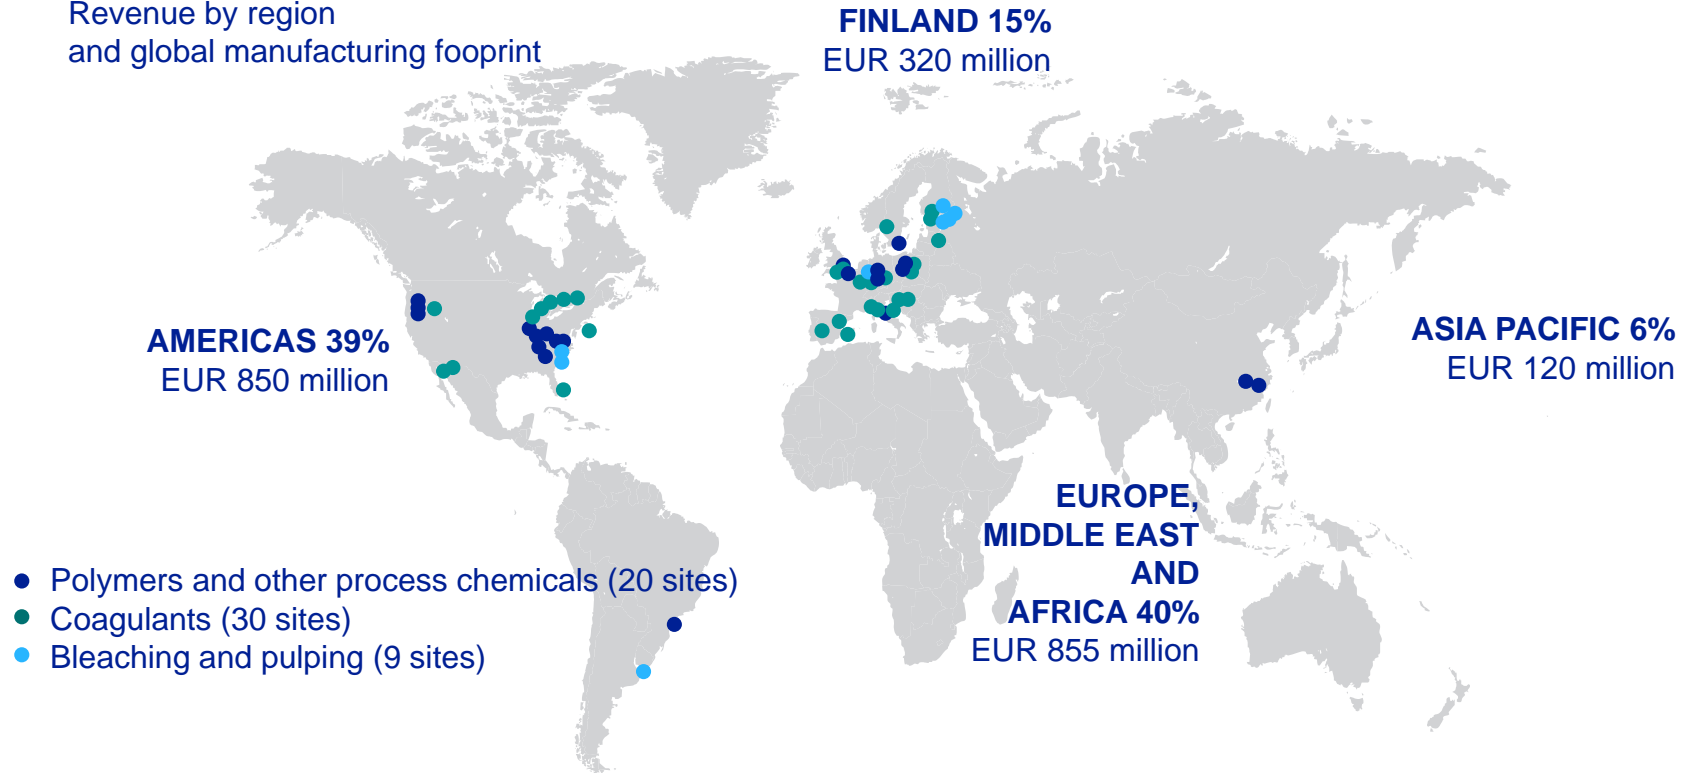 Revenue by region
and global manufacturing fooprint
FINLAND 15%
EUR 320 million
AMERICAS 39%
EUR 850 million
ASIA PACIFIC 6%
EUR 120 million
EUROPE,
MIDDLE EAST
AND
AFRICA 40%
EUR 855 million
Polymers and other process chemicals (20 sites)
Coagulants (30 sites)
Bleaching and pulping (9 sites)